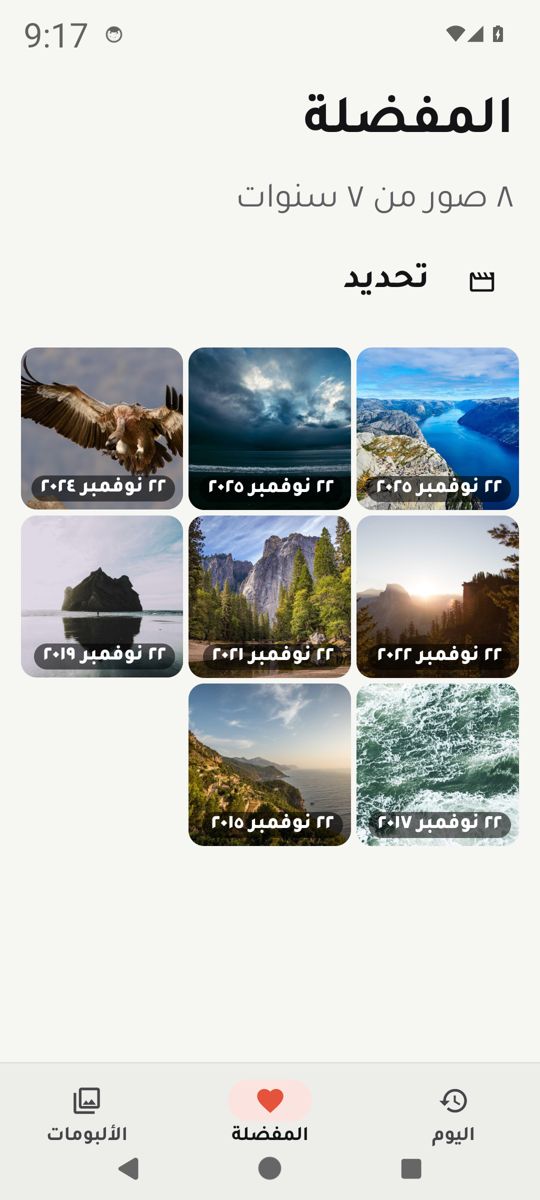 9:17
المفضلة
٨ صور من ٧ سنوات
تحديد
٢٢ نوفمبر ٢٠٢٥
٢٢ نوفمبر ٢٠٢٥
٢٢ نوفمبر ٢٠٢٤
٢٢ نوفمبر ٢٠٢٢
٢٢ نوفمبر ٢٠٢١
٢٢ نوفمبر ٢٠١٩
٢٢ نوفمبر ٢٠١٧
٢٢ نوفمبر ٢٠١٥
اليوم
المفضلة
الألبومات